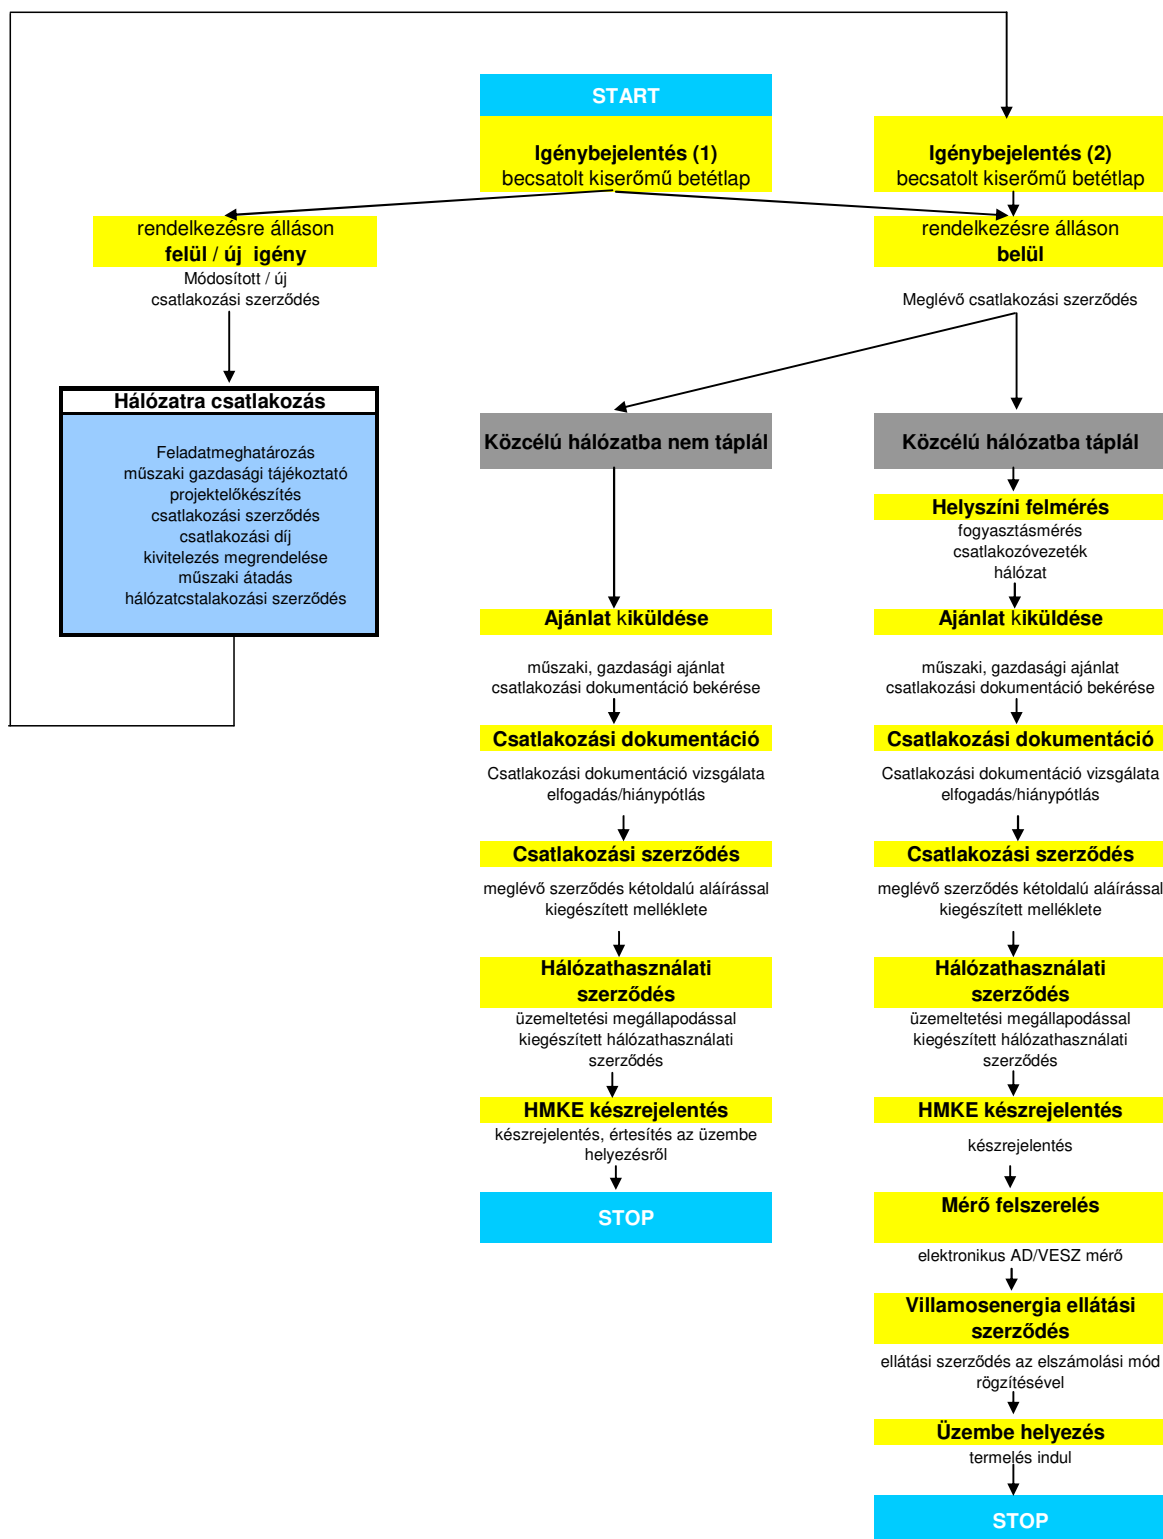 START
Igénybejelentés (1)
becsatolt kiserőmű betétlap
Igénybejelentés (2)
becsatolt kiserőmű betétlap
rendelkezésre álláson
felül / új igény
Módosított / új
csatlakozási szerződés
rendelkezésre álláson
belül
Meglévő csatlakozási szerződés
Hálózatra csatlakozás
Feladatmeghatározás
műszaki gazdasági tájékoztató
projektelőkészítés
csatlakozási szerződés
csatlakozási díj
kivitelezés megrendelése
műszaki átadás
hálózatcstalakozási szerződés
Közcélú hálózatba nem táplál
Ajánlat kiküldése
műszaki, gazdasági ajánlat
csatlakozási dokumentáció bekérése
Csatlakozási dokumentáció
Csatlakozási dokumentáció vizsgálata
elfogadás/hiánypótlás
Csatlakozási szerződés
meglévő szerződés kétoldalú aláírással
kiegészített melléklete
Hálózathasználati
szerződés
üzemeltetési megállapodással
kiegészített hálózathasználati
szerződés
HMKE készrejelentés
készrejelentés, értesítés az üzembe
helyezésről
STOP
Közcélú hálózatba táplál
Helyszíni felmérés
fogyasztásmérés
csatlakozóvezeték
hálózat
Ajánlat kiküldése
műszaki, gazdasági ajánlat
csatlakozási dokumentáció bekérése
Csatlakozási dokumentáció
Csatlakozási dokumentáció vizsgálata
elfogadás/hiánypótlás
Csatlakozási szerződés
meglévő szerződés kétoldalú aláírással
kiegészített melléklete
Hálózathasználati
szerződés
üzemeltetési megállapodással
kiegészített hálózathasználati
szerződés
HMKE készrejelentés
készrejelentés
Mérő felszerelés
elektronikus AD/VESZ mérő
Villamosenergia ellátási
szerződés
ellátási szerződés az elszámolási mód
rögzítésével
Üzembe helyezés
termelés indul
STOP